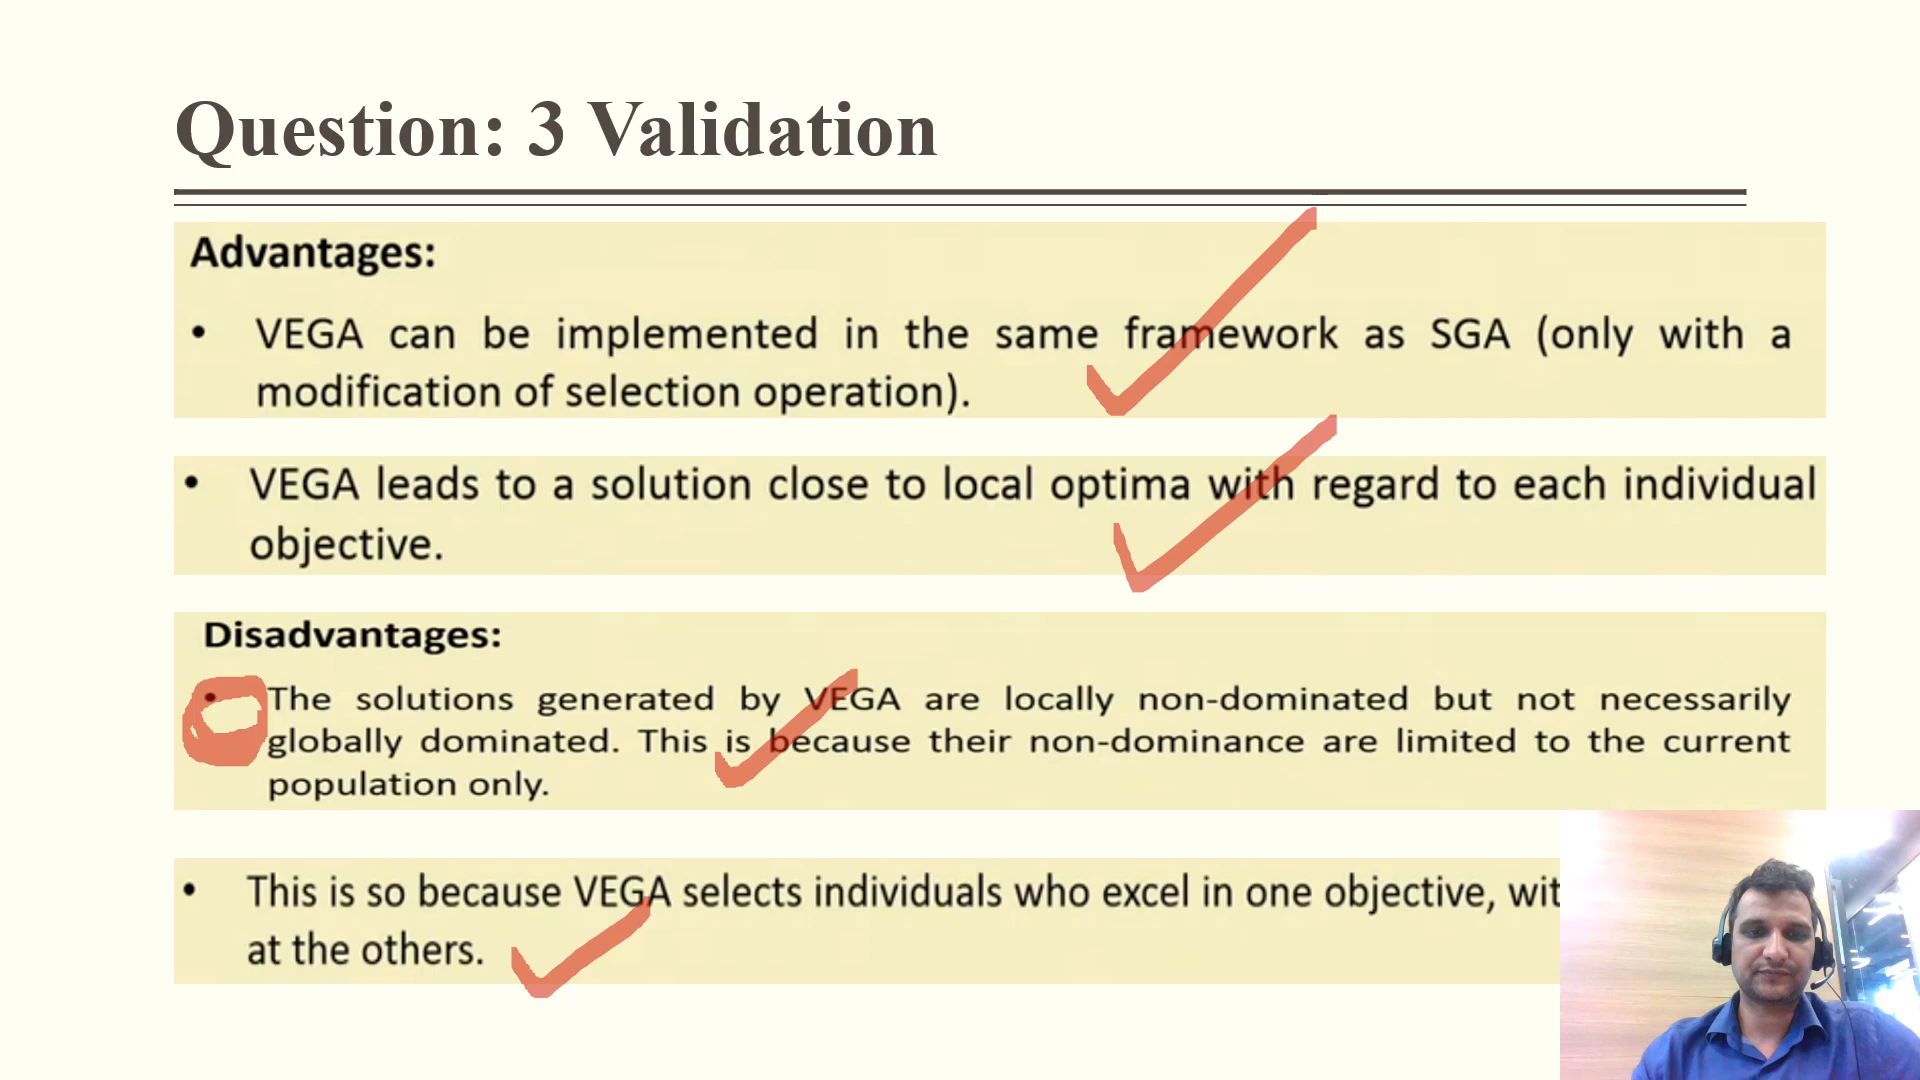 Question: 3 Validation
Advantages:
• VEGA can be implemented in the same framework as SGA (only with a
modification of selection operation).
• VEGA leads to a solution close to local optima with regard to each individual
objective.
Disadvantages:
• The solutions generated by VEGA are locally non-dominated but not necessarily
globally dominated. This is because their non-dominance are limited to the current
population only.
• This is so because VEGA selects individuals who excel in one objective,
at the others.